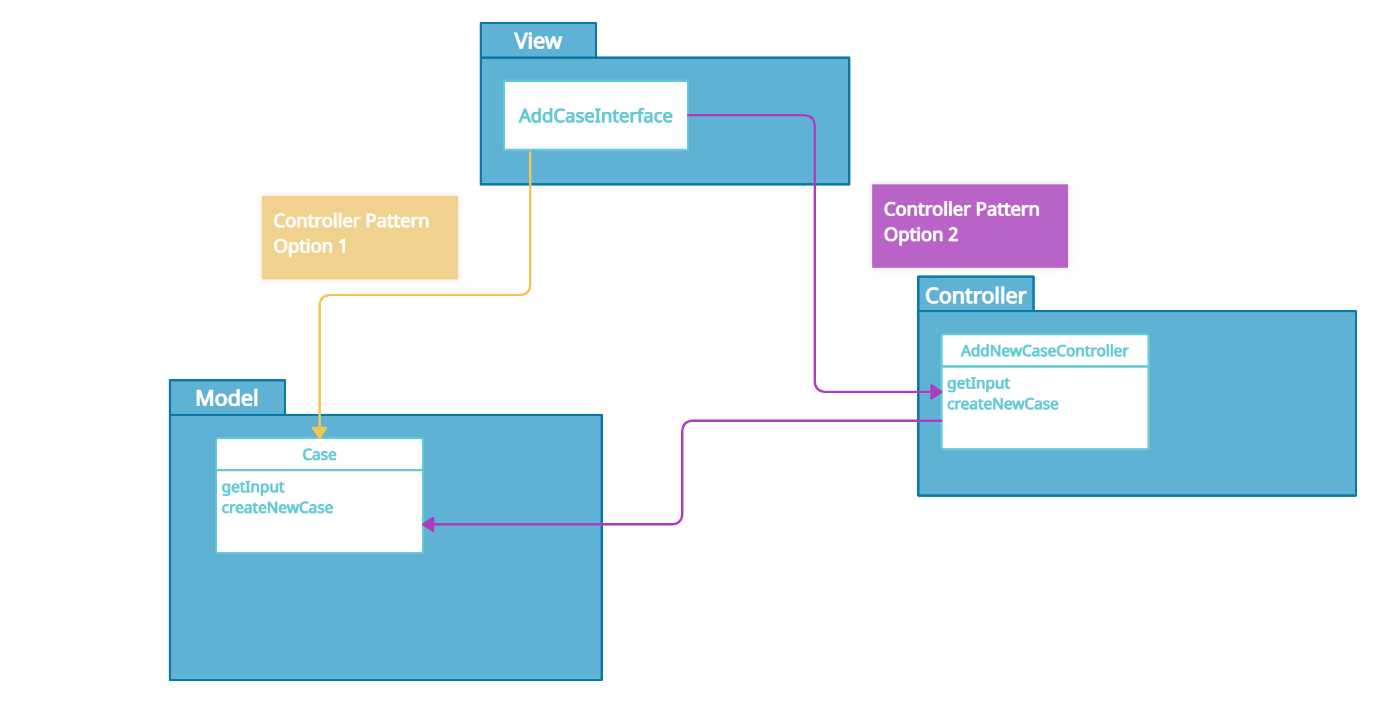 View
AddCaseInterface
Controller Pattern
Option 1
Controller Pattern
Option 2
Controller
AddNewCaseController
getInput
createNewCase
Model
Case
getInput
createNewCase